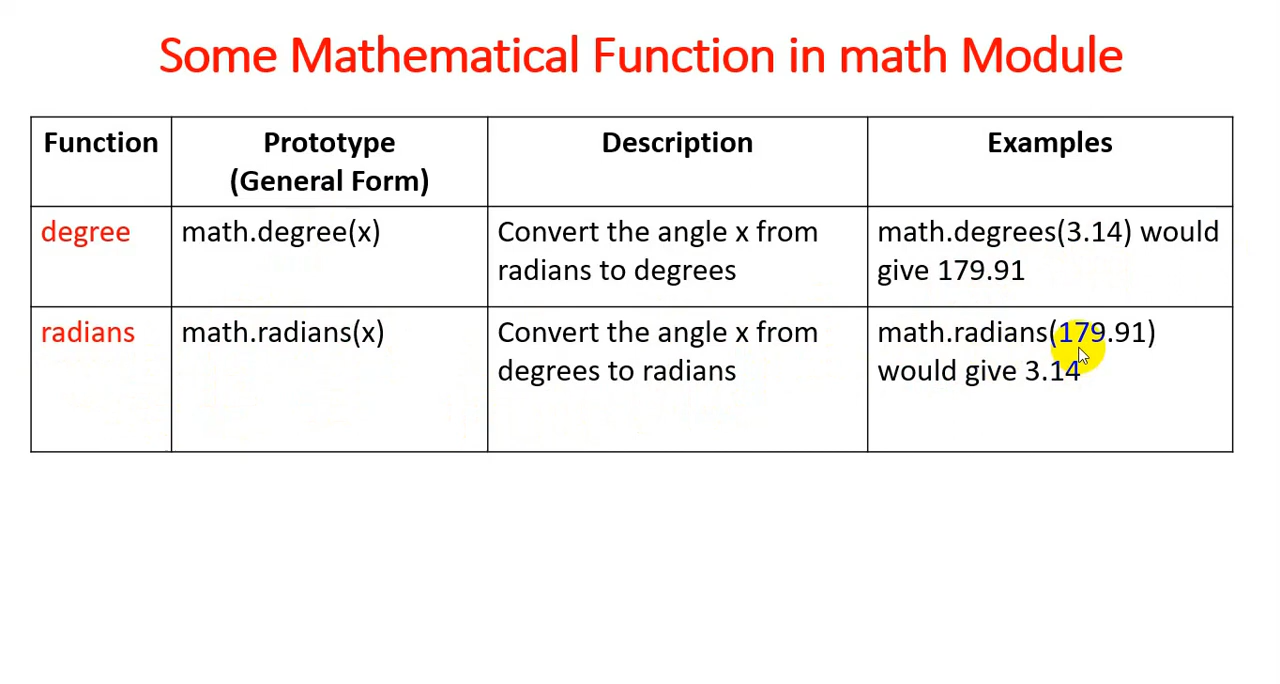 Some Mathematical Function in math Module
Function
Prototype
(General Form)
Description
Examples
degree
math.degree(x)
Convert the angle x from
radians to degrees
math.degrees(3.14) would
give 179.91
radians
math.radians(x)
Convert the angle x from
degrees to radians
math.radians(179.91)
would give 3.14